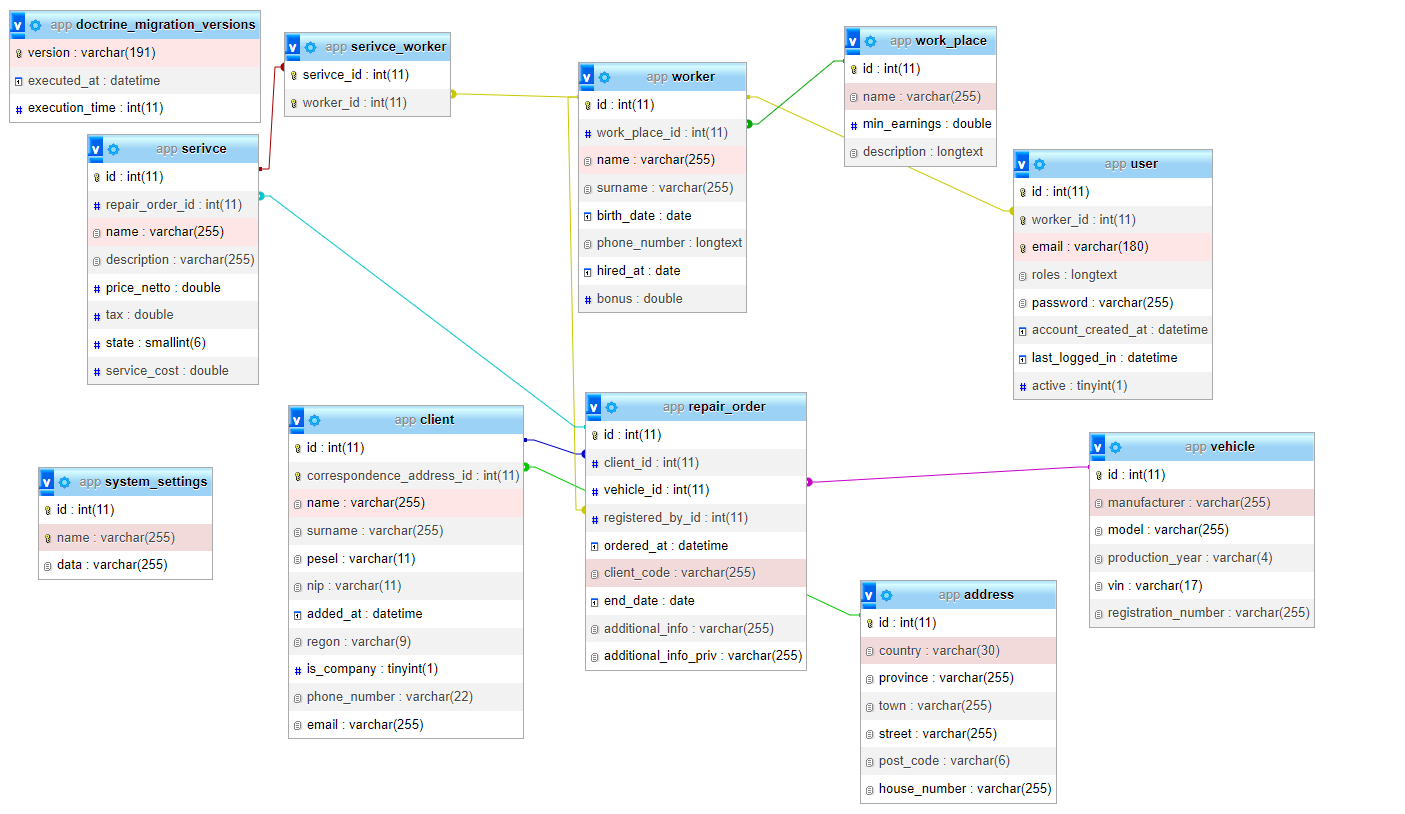 app doctrine_migration_versions
version : varchar(191)
executed_at : datetime
execution_time : int(11)
app serivce_worker
serivce_id : int(11)
worker_id : int(11)
app worker
id : int(11)
work_place_id : int(11)
name : varchar(255)
surname : varchar(255)
birth_date : date
phone_number : longtext
hired_at : date
bonus : double
app work_place
id : int(11)
name : varchar(255)
min_earnings : double
description : longtext
app serivce
id : int(11)
repair_order_id : int(11)
name : varchar(255)
description : varchar(255)
price_netto : double
tax : double
state : smallint(6)
service_cost : double
app user
id : int(11)
worker_id : int(11)
email : varchar(180)
roles : longtext
password : varchar(255)
account_created_at : datetime
last_logged_in : datetime
active : tinyint(1)
app client
id : int(11)
correspondence_address_id : int(11)
name : varchar(255)
surname : varchar(255)
pesel : varchar(11)
nip : varchar(11)
added_at : datetime
regon : varchar(9)
is_company : tinyint(1)
phone_number : varchar(22)
email : varchar(255)
app repair_order
id : int(11)
client_id : int(11)
vehicle_id : int(11)
registered_by_id : int(11)
ordered_at : datetime
client_code : varchar(255)
end_date : date
additional_info : varchar(255)
additional_info_priv : varchar(255)
app vehicle
id : int(11)
manufacturer : varchar(255)
model : varchar(255)
production_year : varchar(4)
vin : varchar(17)
registration_number : varchar(255)
app system_settings
id : int(11)
name : varchar(255)
data : varchar(255)
app address
id : int(11)
country : varchar(30)
province : varchar(255)
town : varchar(255)
street : varchar(255)
post_code : varchar(6)
house_number : varchar(255)